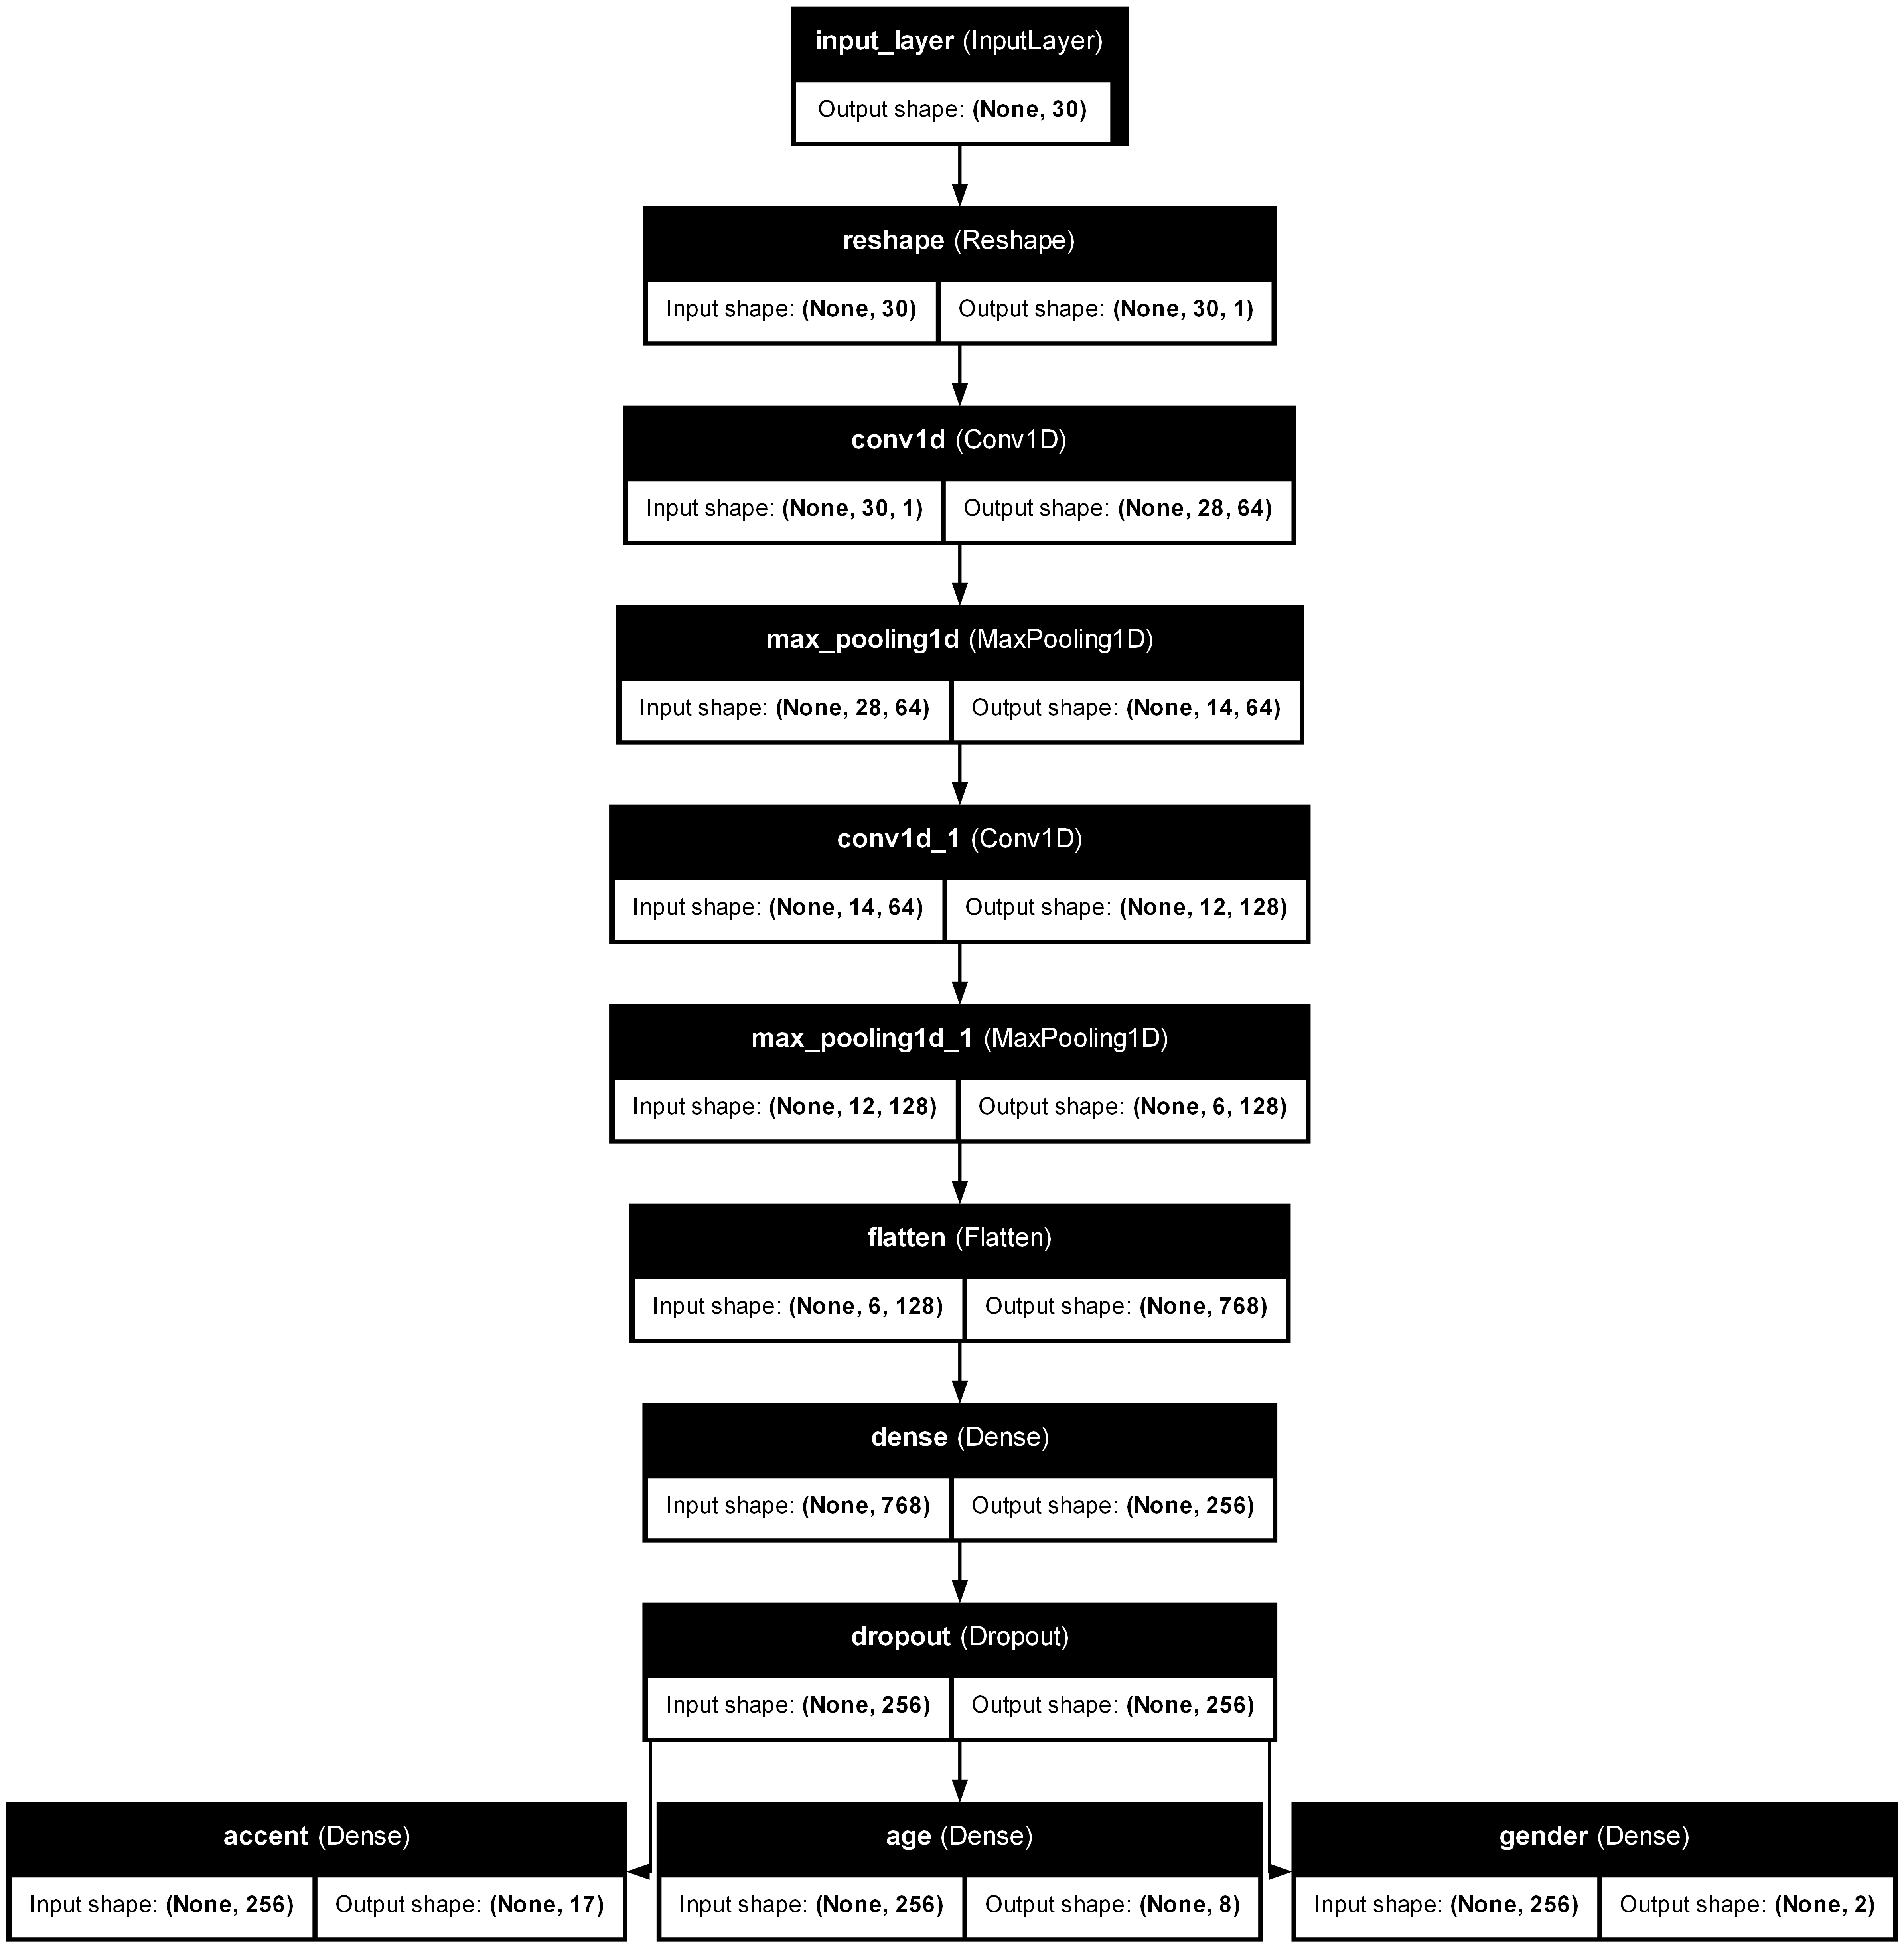 input_layer (InputLayer)
Output shape: (None, 30)
reshape (Reshape)
Input shape: (None, 30) Output shape: (None, 30, 1)
conv1d (Conv1D)
Input shape: (None, 30, 1) Output shape: (None, 28, 64)
max_pooling1d (MaxPooling1D)
Input shape: (None, 28, 64) Output shape: (None, 14, 64)
conv1d_1 (Conv1D)
Input shape: (None, 14, 64) Output shape: (None, 12, 128)
max_pooling1d_1 (MaxPooling1D)
Input shape: (None, 12, 128) Output shape: (None, 6, 128)
flatten (Flatten)
Input shape: (None, 6, 128) Output shape: (None, 768)
dense (Dense)
Input shape: (None, 768) Output shape: (None, 256)
dropout (Dropout)
Input shape: (None, 256) Output shape: (None, 256)
accent (Dense)
Input shape: (None, 256) Output shape: (None, 17)
age (Dense)
Input shape: (None, 256) Output shape: (None, 8)
gender (Dense)
Input shape: (None, 256) Output shape: (None, 2)